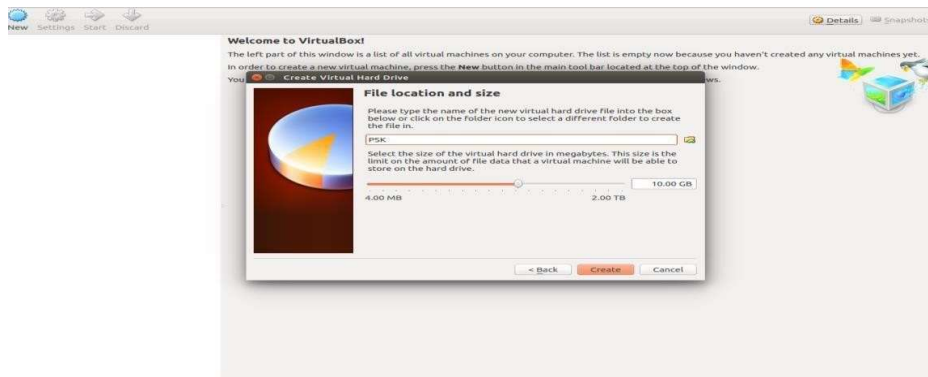 New Settings Start Discard
Details Snapshots
Welcome to VirtualBox!
The left part of this window is a list of all virtual machines on your computer. The list is empty now because you haven't created any virtual machines yet.
In order to create a new virtual machine, press the New button in the main tool bar located at the top of the window.
You
ws.
Create Virtual Hard Drive
File location and size
Please type the name of the new virtual hard drive file into the box
below or click on the folder icon to select a different folder to create
the file in.
PSK
Select the size of the virtual hard drive in megabytes. This size is the
limit on the amount of file data that a virtual machine will be able to
store on the hard drive.
10.00 GB
4.00 MB 2.00 TB
< Back Create Cancel